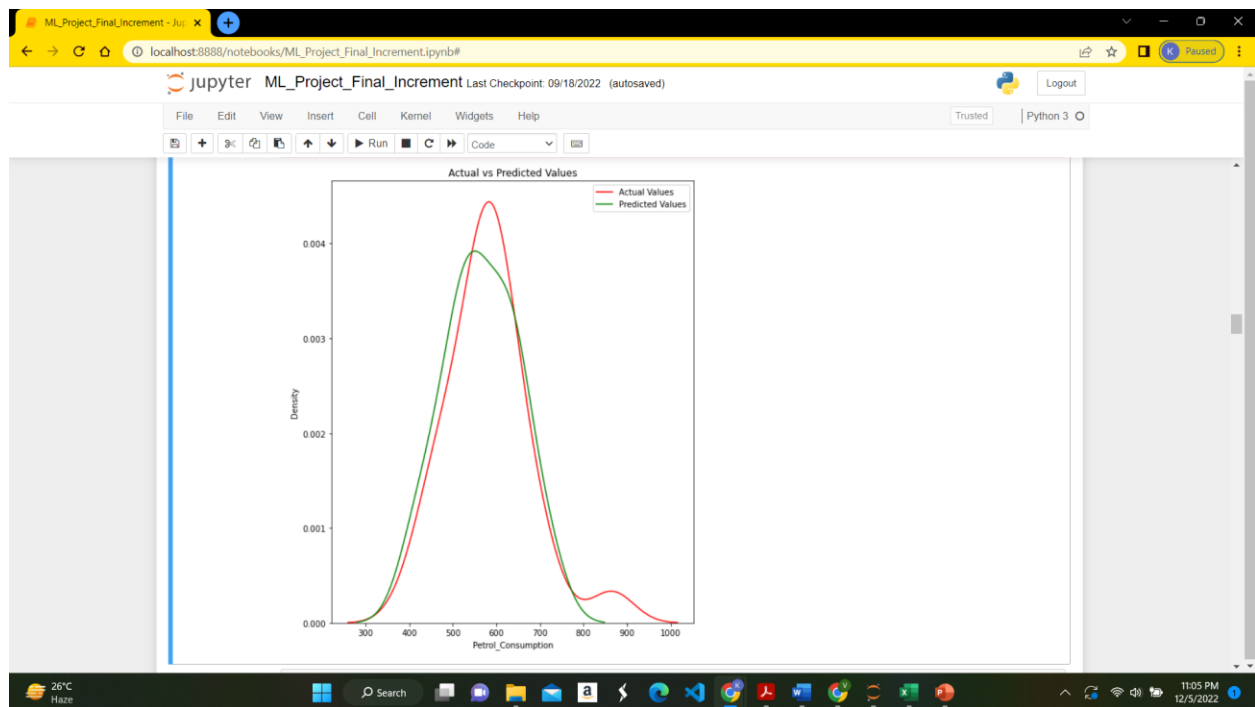 ML_Project_Final_Increment - Jup
localhost:8888/notebooks/ML_Project_Final_Increment.ipynb#
K Paused
jupyter ML_Project_Final_Increment Last Checkpoint: 09/18/2022 (autosaved)
Logout
File Edit View Insert Cell Kernel Widgets Help
Trusted Python 3
Run Code
Actual vs Predicted Values
Actual Values
Predicted Values
0.004
0.003
0.002
0.001
0.000
Density
300 400 500 600 700 800 900 1000
Petrol_Consumption
26°C
Haze
Search
11:05 PM
12/5/2022
1